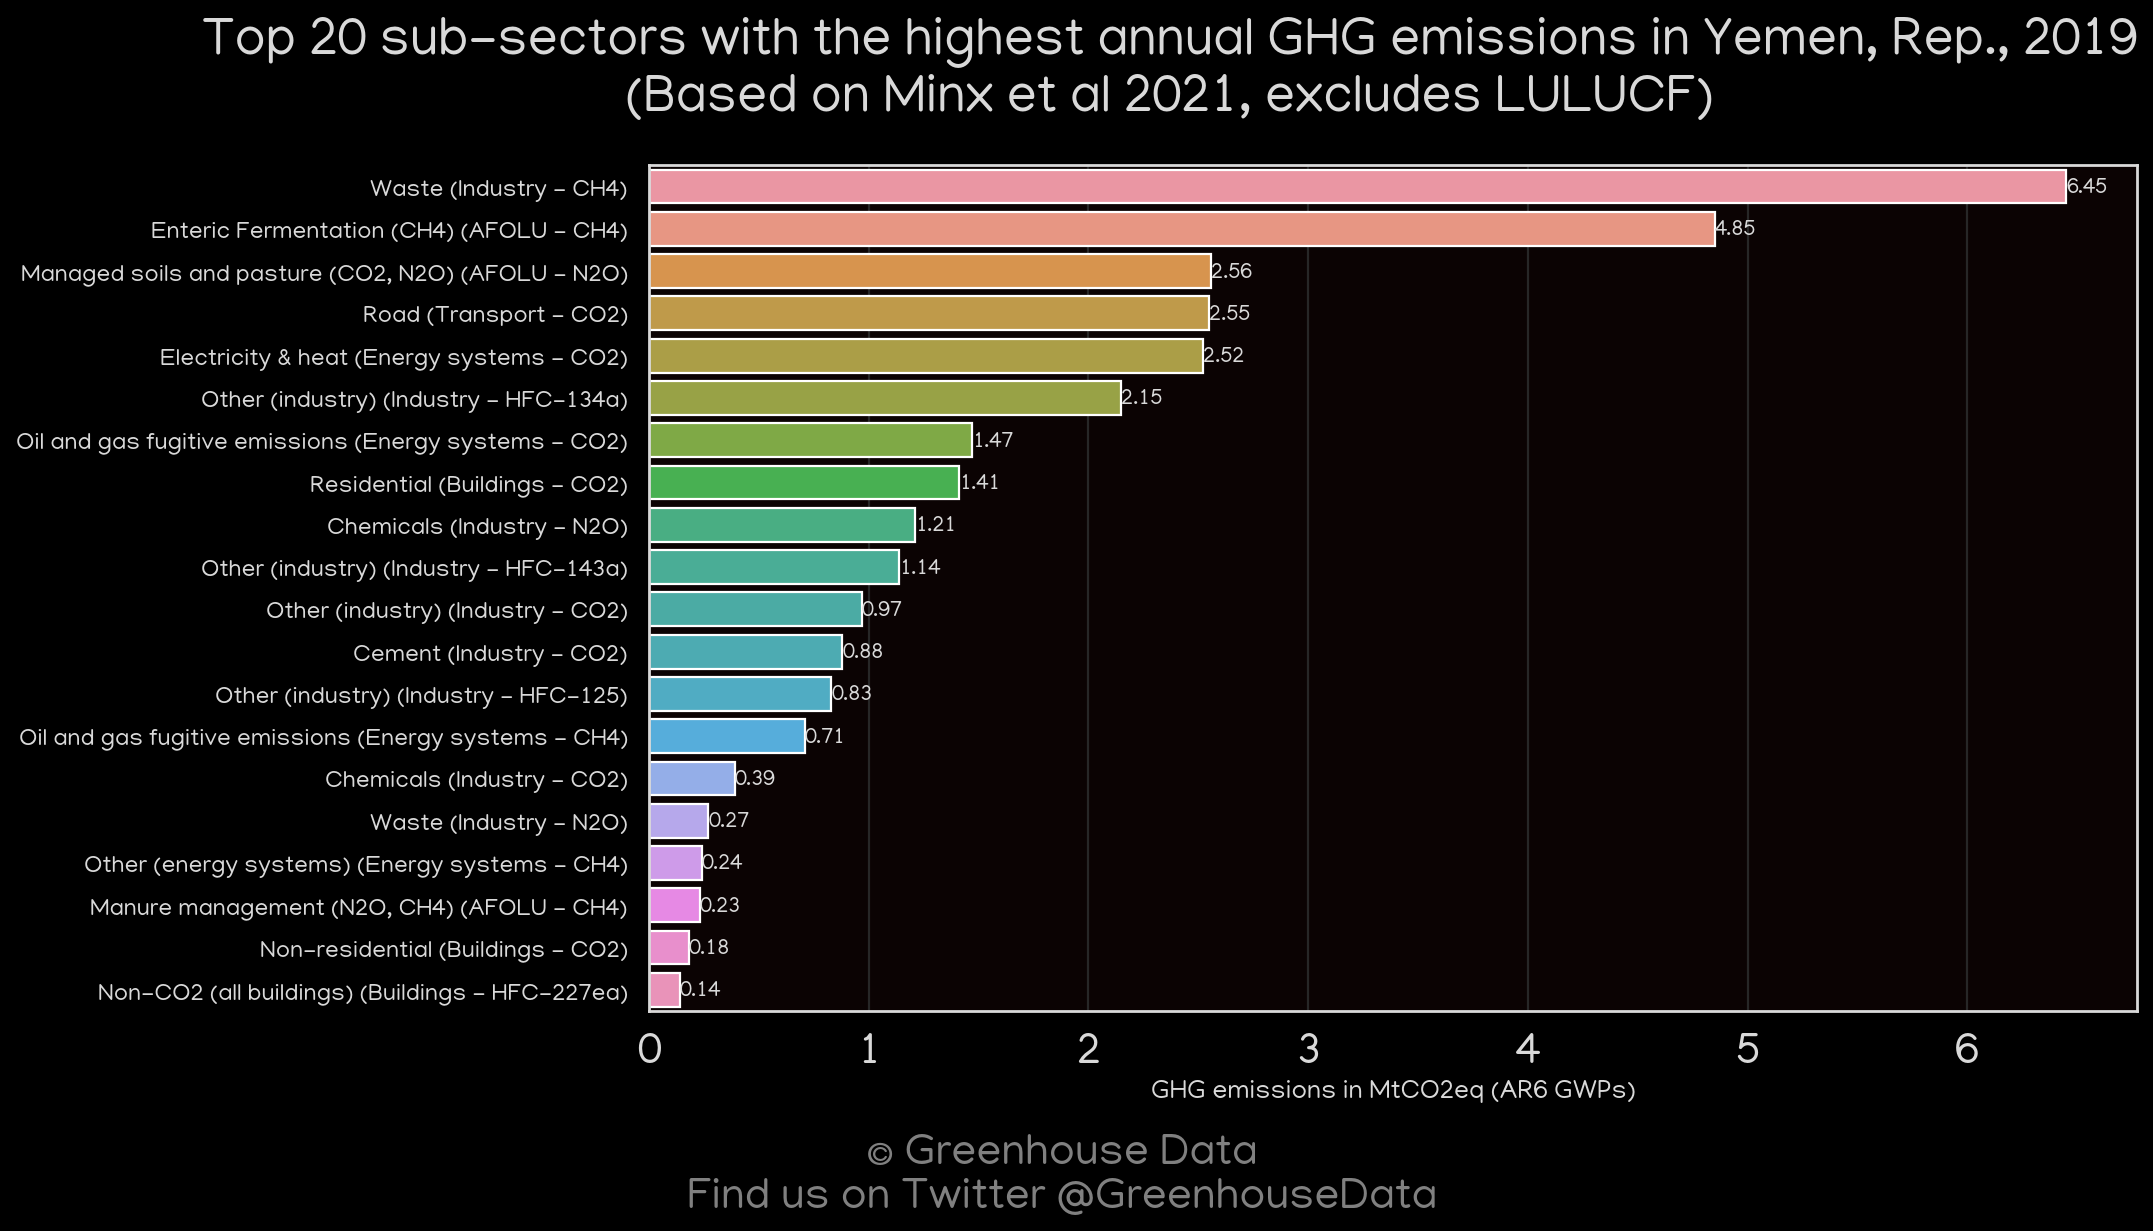 Top 20 sub-sectors with the highest annual GHG emissions in Yemen, Rep., 2019
(Based on Minx et al 2021, excludes LULUCF)
Waste (Industry - CH4)
6.45
Enteric Fermentation (CH4) (AFOLU - CH4)
4.85
Managed soils and pasture (CO2, N2O) (AFOLU - N2O)
2.56
Road (Transport - CO2)
2.55
Electricity & heat (Energy systems - CO2)
2.52
Other (industry) (Industry - HFC-134a)
2.15
Oil and gas fugitive emissions (Energy systems - CO2)
1.47
Residential (Buildings - CO2)
1.41
Chemicals (Industry - N2O)
1.21
Other (industry) (Industry - HFC-143a)
1.14
Other (industry) (Industry - CO2)
0.97
Cement (Industry - CO2)
0.88
Other (industry) (Industry - HFC-125)
0.83
Oil and gas fugitive emissions (Energy systems - CH4)
0.71
Chemicals (Industry - CO2)
0.39
Waste (Industry - N2O)
0.27
Other (energy systems) (Energy systems - CH4)
0.24
Manure management (N2O, CH4) (AFOLU - CH4)
0.23
Non-residential (Buildings - CO2)
0.18
Non-CO2 (all buildings) (Buildings - HFC-227ea)
0.14
0 1 2 3 4 5 6
GHG emissions in MtCO2eq (AR6 GWPs)
© Greenhouse Data
Find us on Twitter @GreenhouseData